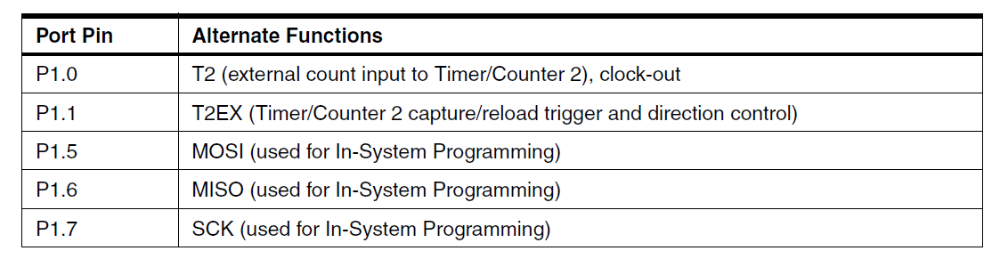 Port Pin Alternate Functions
P1.0 T2 (external count input to Timer/Counter 2), clock-out
P1.1 T2EX (Timer/Counter 2 capture/reload trigger and direction control)
P1.5 MOSI (used for In-System Programming)
P1.6 MISO (used for In-System Programming)
P1.7 SCK (used for In-System Programming)